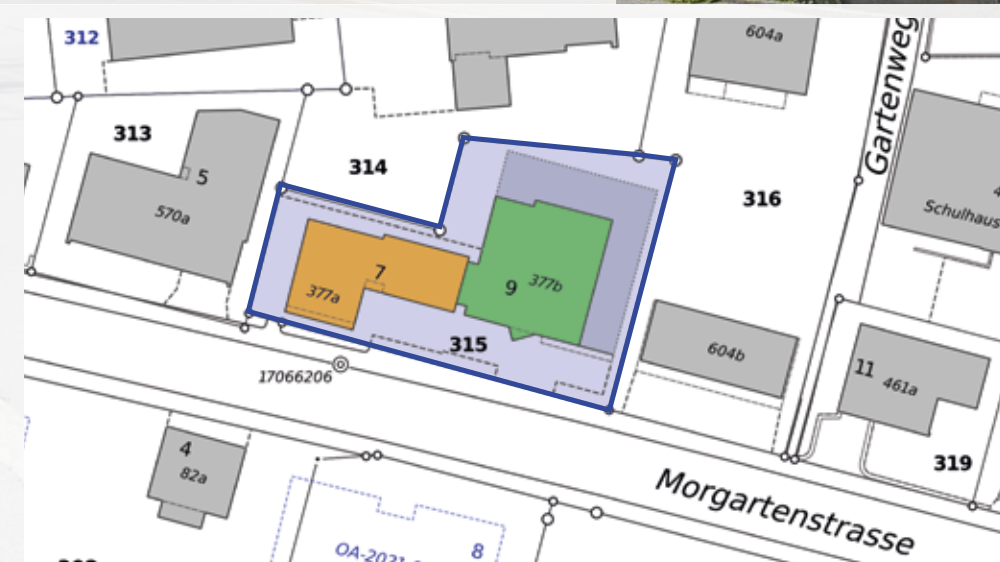 312
604a
Gartenweg
313
314
5
570a
316
Schulhaus
7
377a
9
377b
315
604b
17066206
11
461a
4
82a
319
Morgartenstrasse
8